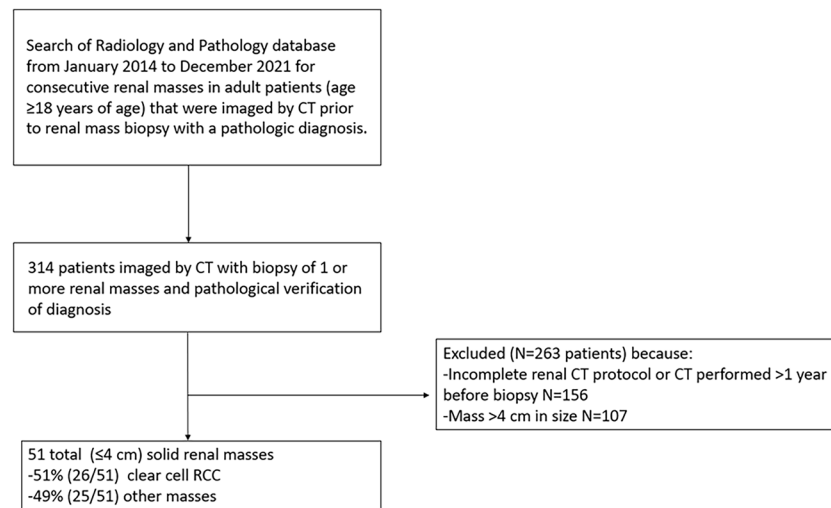 Search of Radiology and Pathology database
from January 2014 to December 2021 for
consecutive renal masses in adult patients (age
≥18 years of age) that were imaged by CT prior
to renal mass biopsy with a pathologic diagnosis.
314 patients imaged by CT with biopsy of 1 or
more renal masses and pathological verification
of diagnosis
Excluded (N=263 patients) because:
-Incomplete renal CT protocol or CT performed >1 year
before biopsy N=156
-Mass >4 cm in size N=107
51 total  (≤4 cm) solid renal masses
-51% (26/51)  clear cell RCC
-49% (25/51) other masses